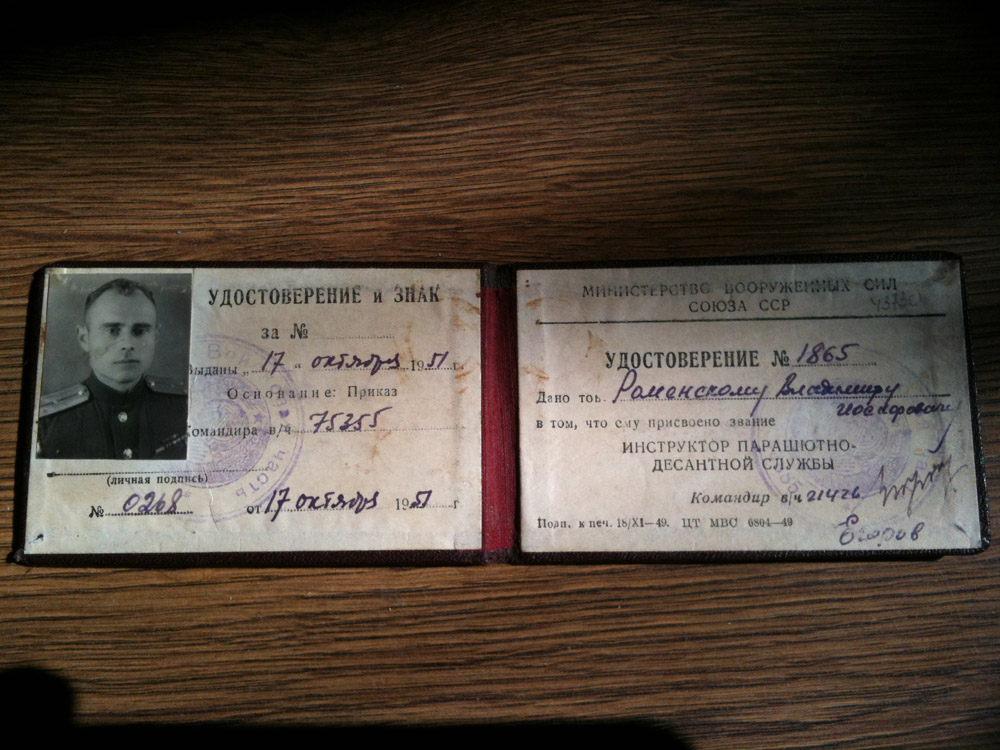 УДОСТОВЕРЕНИЕ и ЗНАК
за №
Выданы „ 17 “ октября 1951 г.
Основание: Приказ
Командира в/ч 75355
(личная подпись)
№ 0268 от 17 октября 1951 г
МИНИСТЕРСТВО ВООРУЖЕННЫХ СИЛ
СОЮЗА ССР
УДОСТОВЕРЕНИЕ № 1865
Дано тов. Романскому Владимиру
в том, что ему присвоено звание
ИНСТРУКТОР ПАРАШЮТНО-
ДЕСАНТНОЙ СЛУЖБЫ
Командир в/ч 21426
Егоров
Подп. к печ. 18/XI—49. ЦТ МВС 6804—49